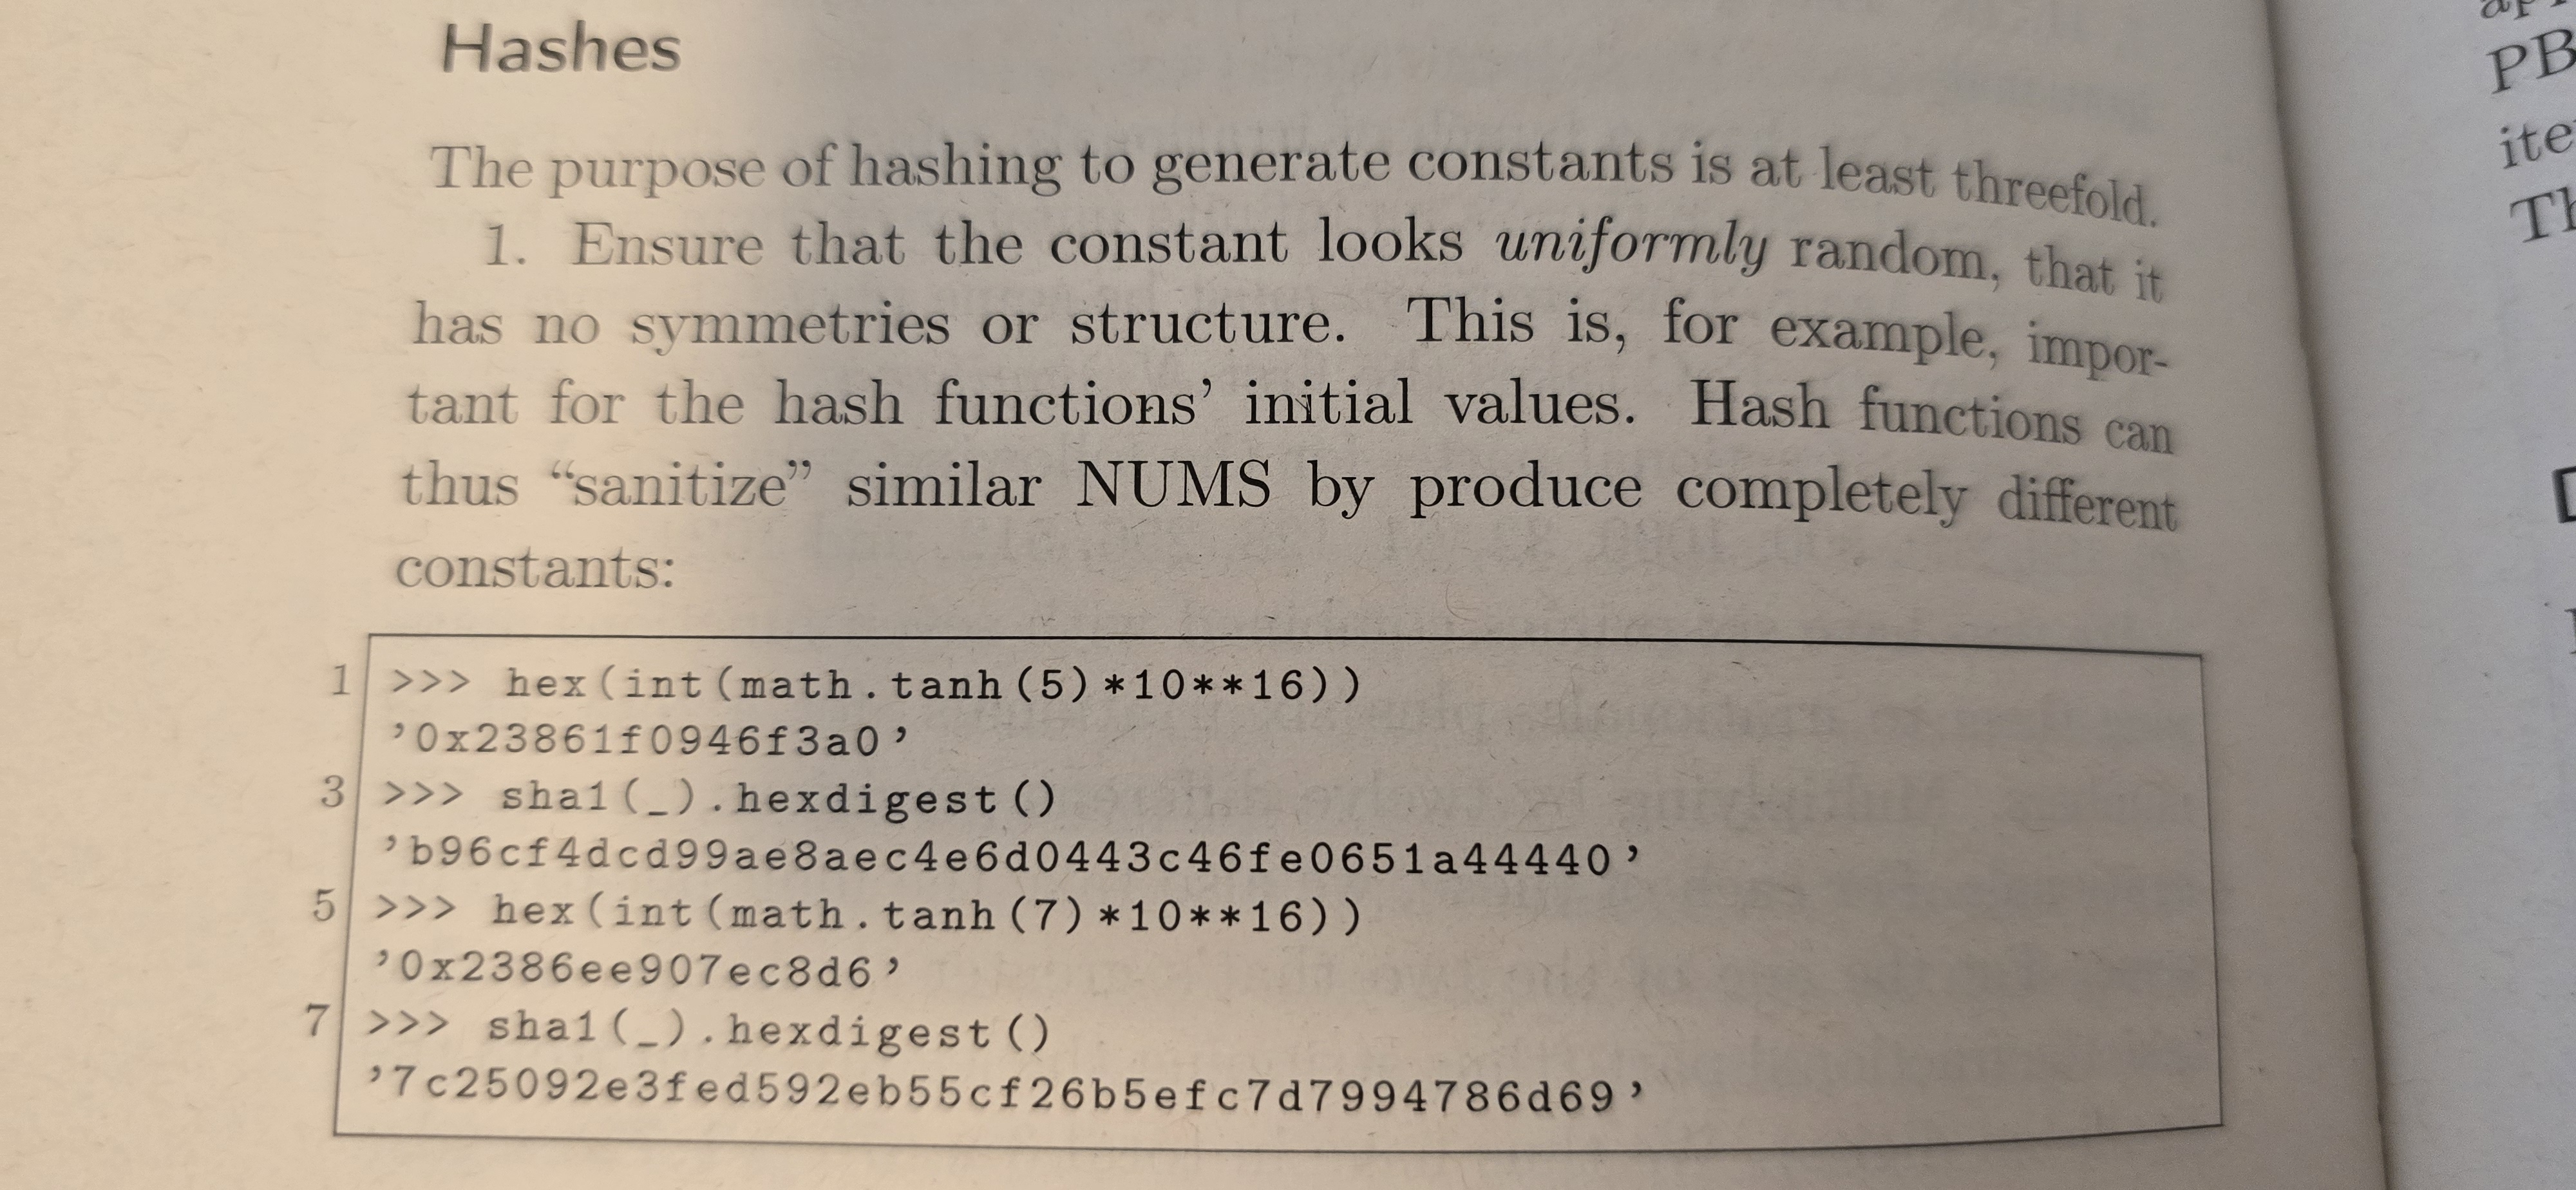 Hashes
The purpose of hashing to generate constants is at least threefold.
1. Ensure that the constant looks uniformly random, that it
has no symmetries or structure. This is, for example, impor-
tant for the hash functions’ initial values. Hash functions can
thus “sanitize” similar NUMS by produce completely different
constants:
1 >>> hex(int(math.tanh(5)*10**16))
’0x23861f0946f3a0’
3 >>> sha1(_).hexdigest()
’b96cf4dcd99ae8aec4e6d0443c46fe0651a44440’
5 >>> hex(int(math.tanh(7)*10**16))
’0x2386ee907ec8d6’
7 >>> sha1(_).hexdigest()
’7c25092e3fed592eb55cf26b5efc7d7994786d69’
PB
ite
Th